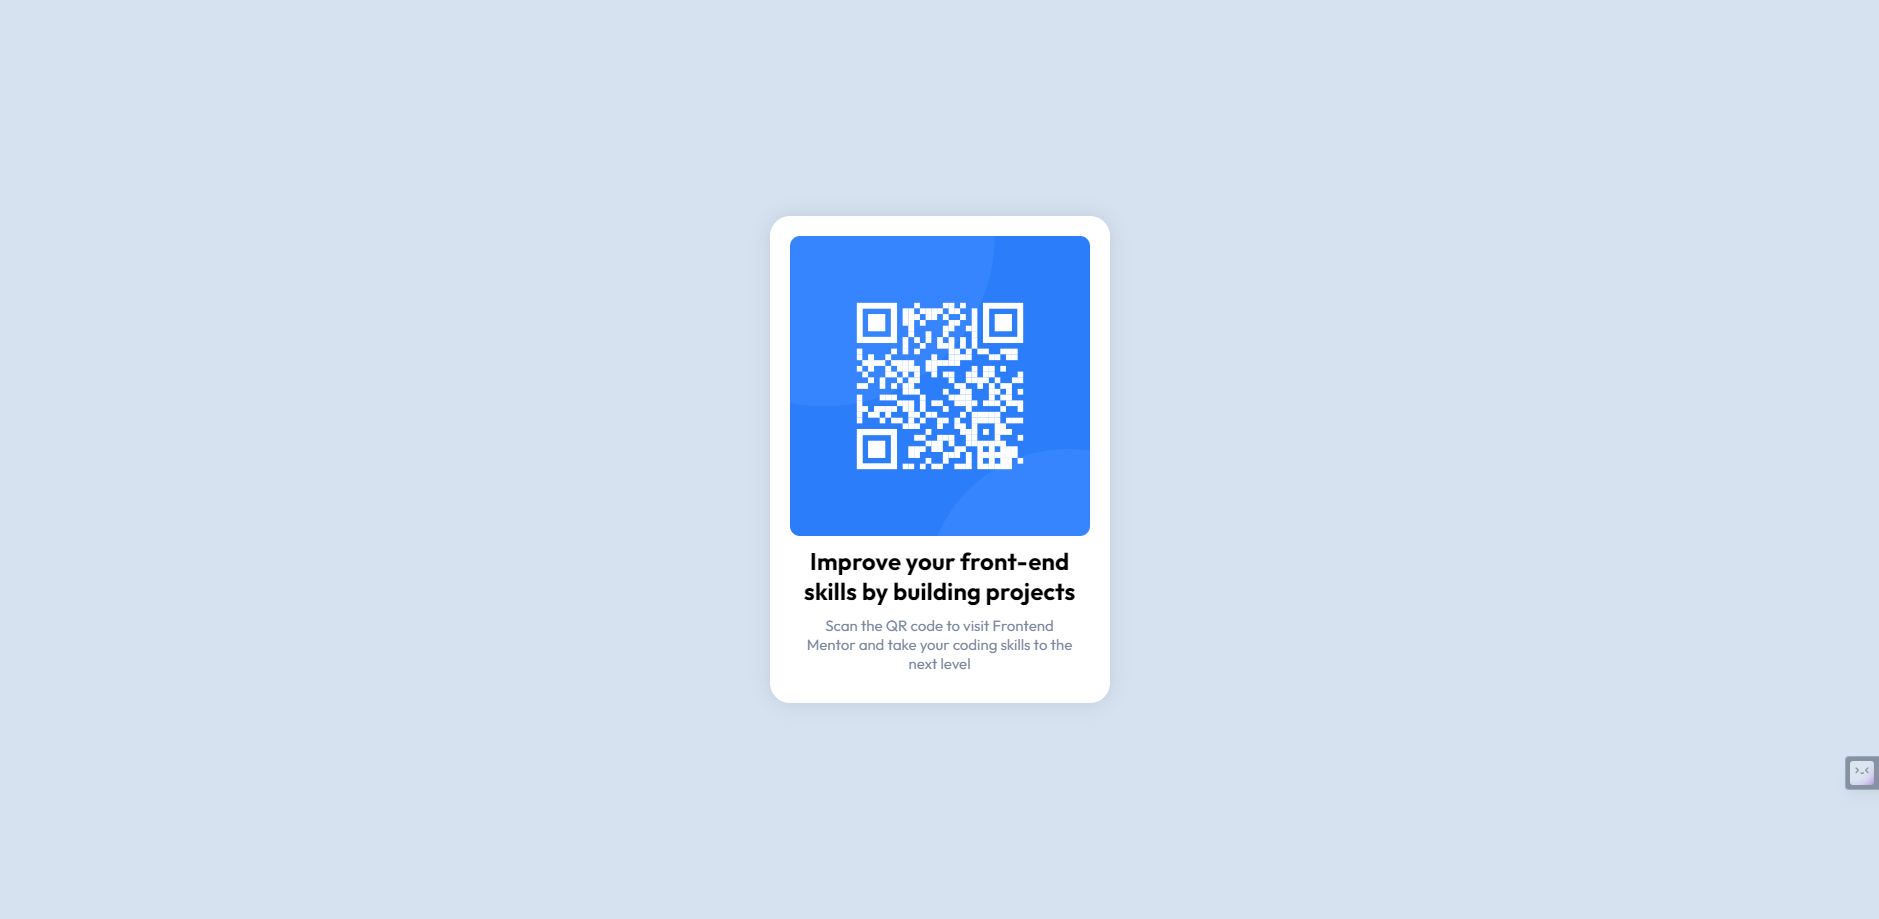 Improve your front-end
skills by building projects
Scan the QR code to visit Frontend
Mentor and take your coding skills to the
next level